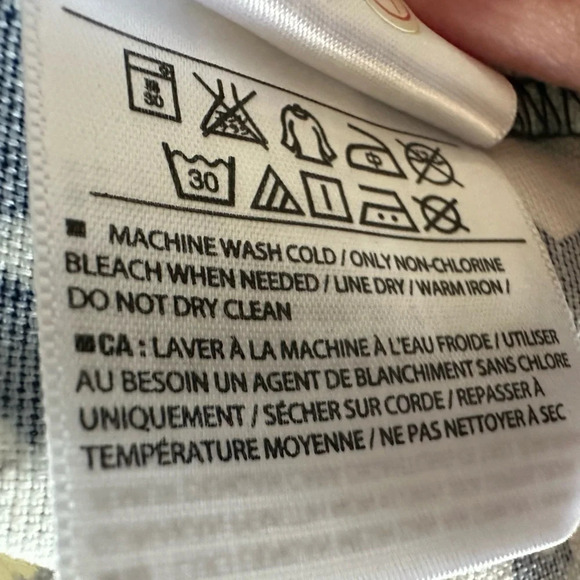 30
30
MACHINE WASH COLD / ONLY NON-CHLORINE
BLEACH WHEN NEEDED / LINE DRY / WARM IRON /
DO NOT DRY CLEAN
CA : LAVER À LA MACHINE À L'EAU FROIDE / UTILISER
AU BESOIN UN AGENT DE BLANCHIMENT SANS CHLORE
UNIQUEMENT / SÉCHER SUR CORDE / REPASSER À
TEMPÉRATURE MOYENNE / NE PAS NETTOYER À SEC